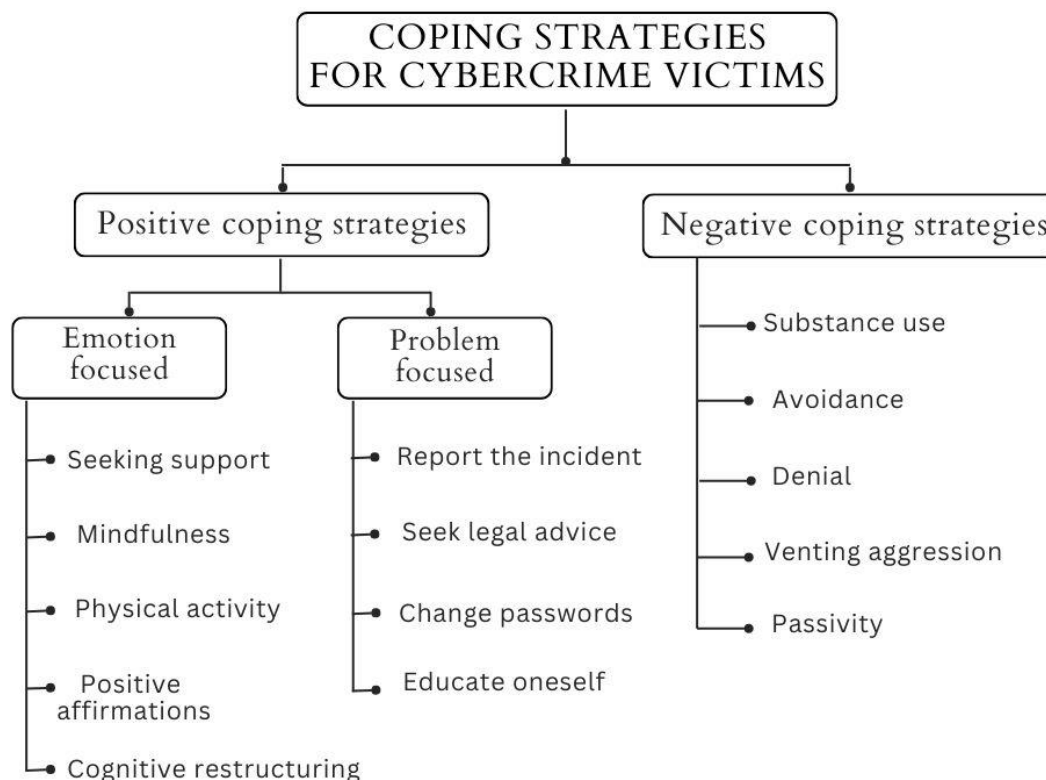 COPING STRATEGIES
FOR CYBERCRIME VICTIMS
Positive coping strategies
Negative coping strategies
Emotion
focused
Problem
focused
Seeking support
Mindfulness
Physical activity
Positive
affirmations
Cognitive restructuring
Report the incident
Seek legal advice
Change passwords
Educate oneself
Substance use
Avoidance
Denial
Venting aggression
Passivity